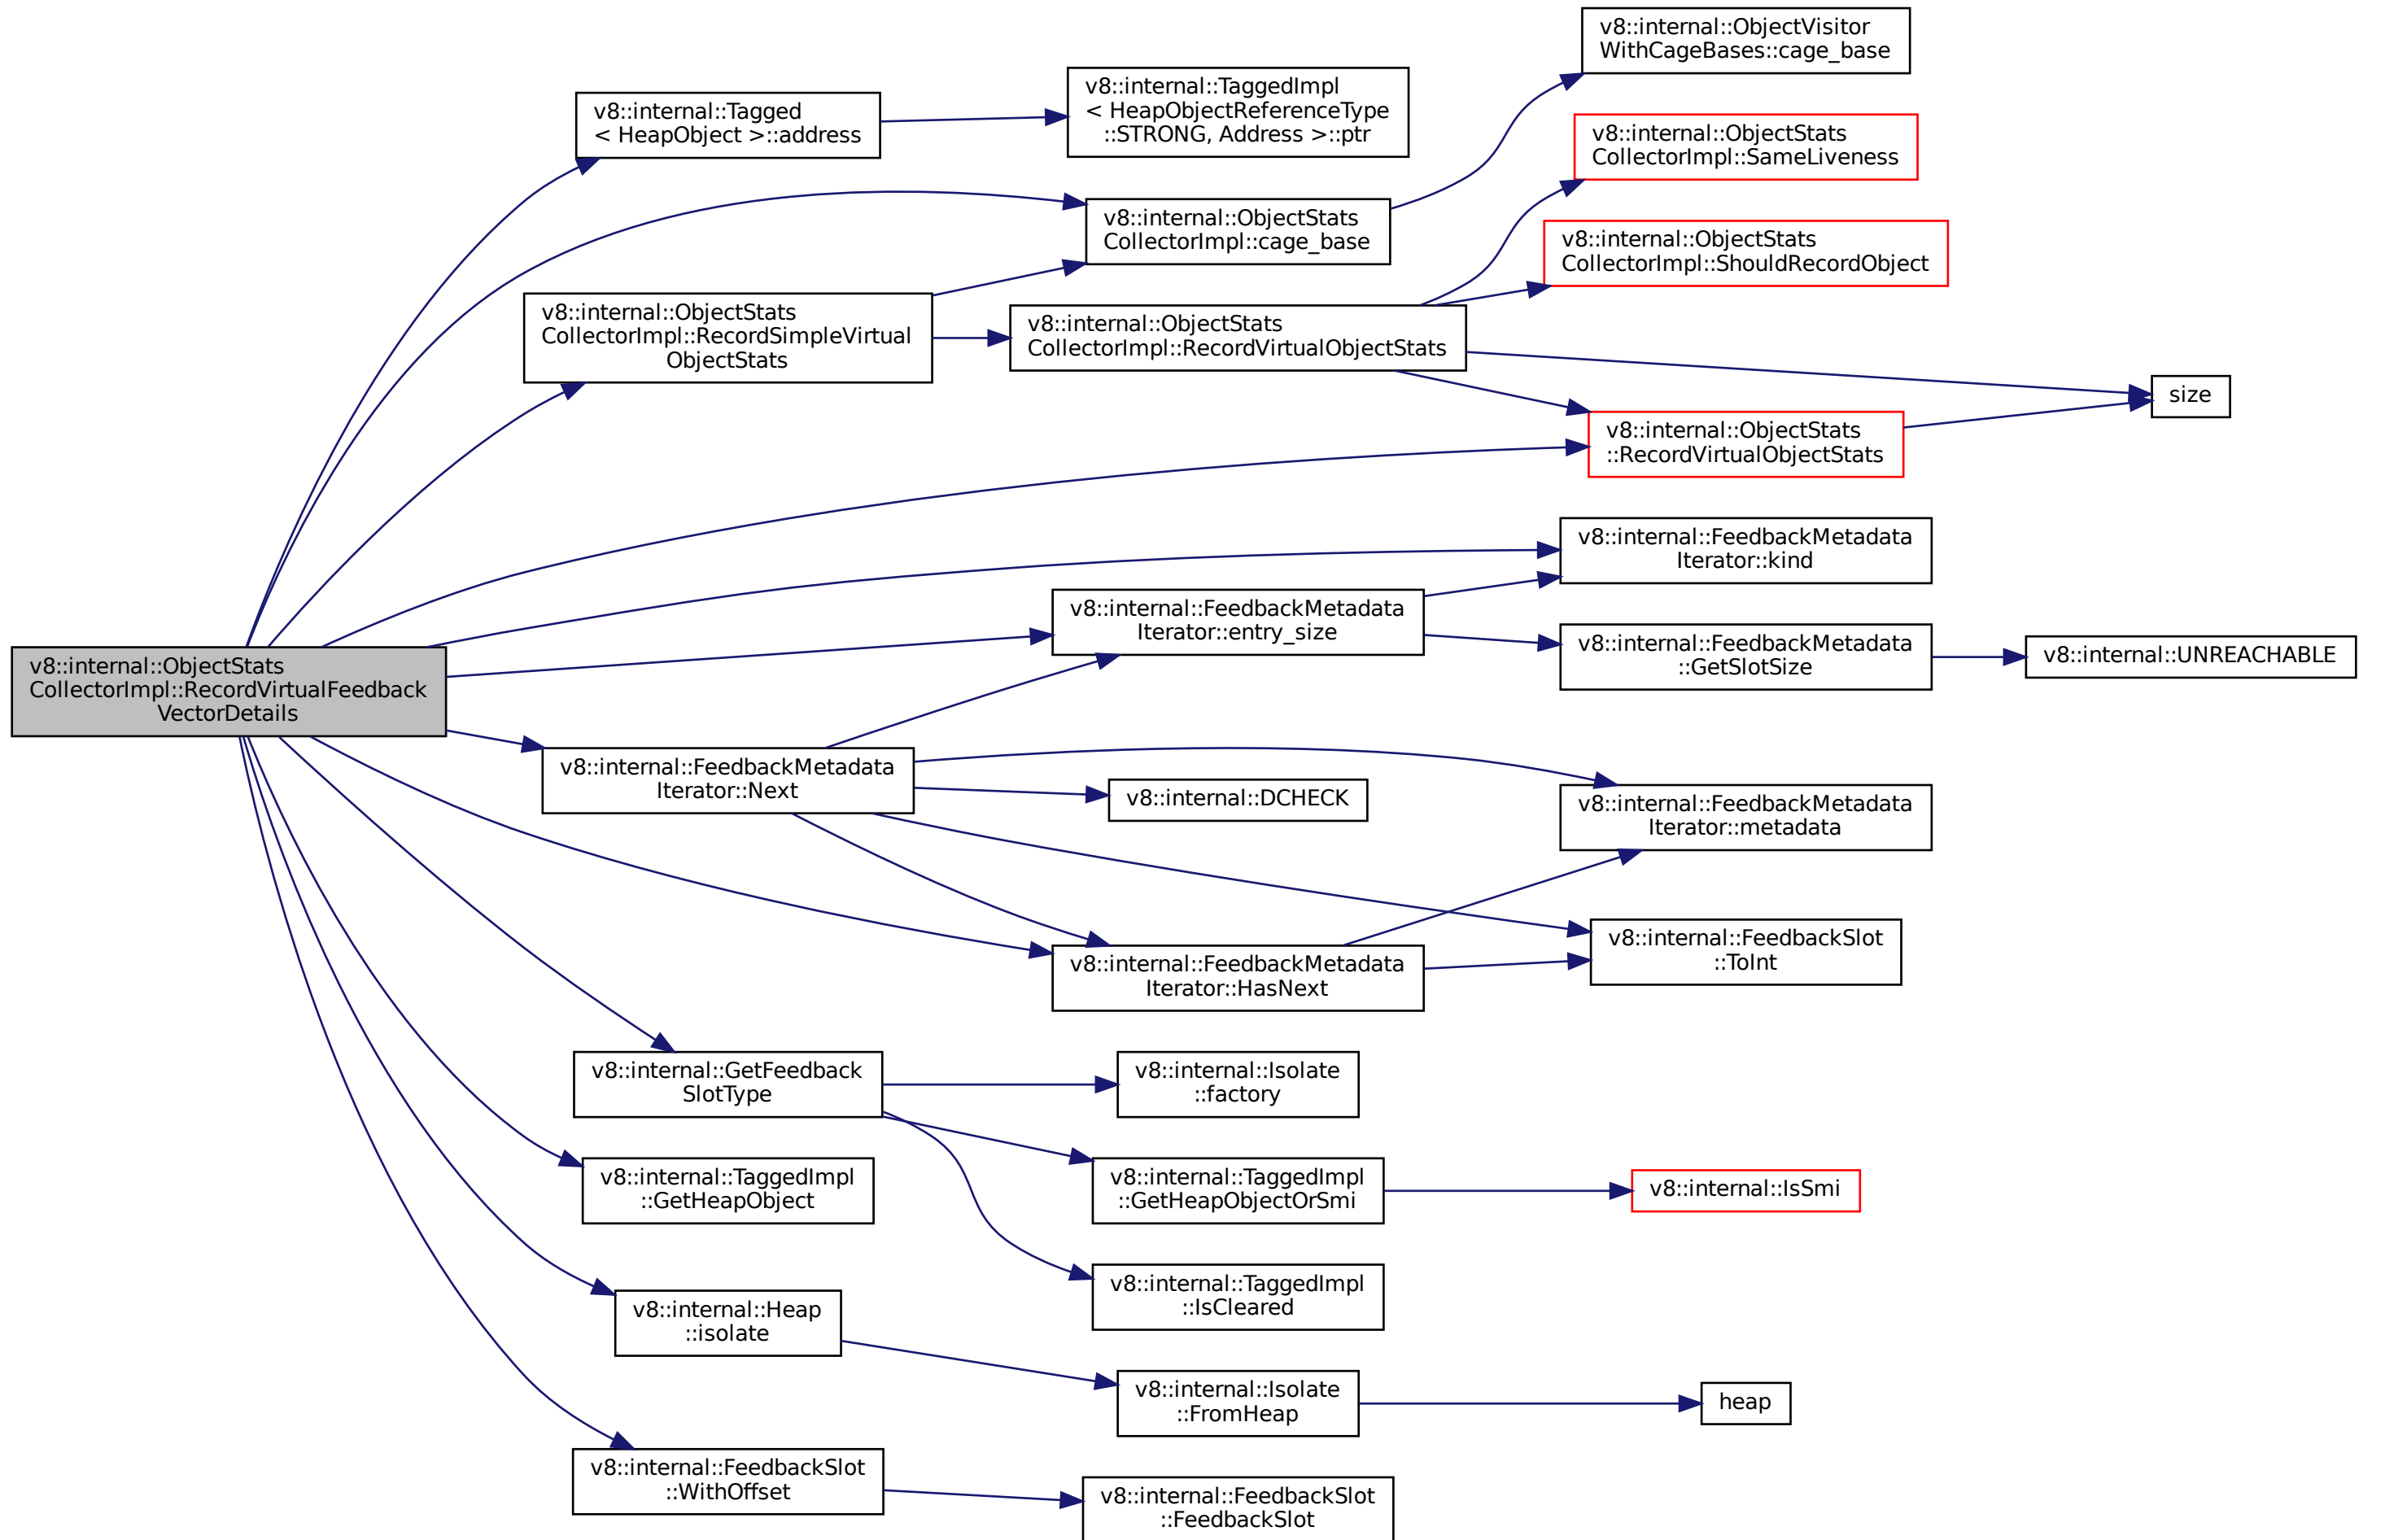 v8::internal::ObjectStats
CollectorImpl::RecordVirtualFeedback
VectorDetails
v8::internal::Tagged
< HeapObject >::address
v8::internal::TaggedImpl
< HeapObjectReferenceType
::STRONG, Address >::ptr
v8::internal::ObjectStats
CollectorImpl::cage_base
v8::internal::ObjectVisitor
WithCageBases::cage_base
v8::internal::ObjectStats
CollectorImpl::RecordSimpleVirtual
ObjectStats
v8::internal::ObjectStats
CollectorImpl::RecordVirtualObjectStats
v8::internal::ObjectStats
CollectorImpl::SameLiveness
v8::internal::ObjectStats
CollectorImpl::ShouldRecordObject
size
v8::internal::ObjectStats
::RecordVirtualObjectStats
v8::internal::FeedbackMetadata
Iterator::kind
v8::internal::FeedbackMetadata
Iterator::entry_size
v8::internal::FeedbackMetadata
::GetSlotSize
v8::internal::UNREACHABLE
v8::internal::FeedbackMetadata
Iterator::Next
v8::internal::DCHECK
v8::internal::FeedbackMetadata
Iterator::metadata
v8::internal::FeedbackMetadata
Iterator::HasNext
v8::internal::FeedbackSlot
::ToInt
v8::internal::GetFeedback
SlotType
v8::internal::Isolate
::factory
v8::internal::TaggedImpl
::GetHeapObjectOrSmi
v8::internal::IsSmi
v8::internal::TaggedImpl
::IsCleared
v8::internal::TaggedImpl
::GetHeapObject
v8::internal::Heap
::isolate
v8::internal::Isolate
::FromHeap
heap
v8::internal::FeedbackSlot
::WithOffset
v8::internal::FeedbackSlot
::FeedbackSlot